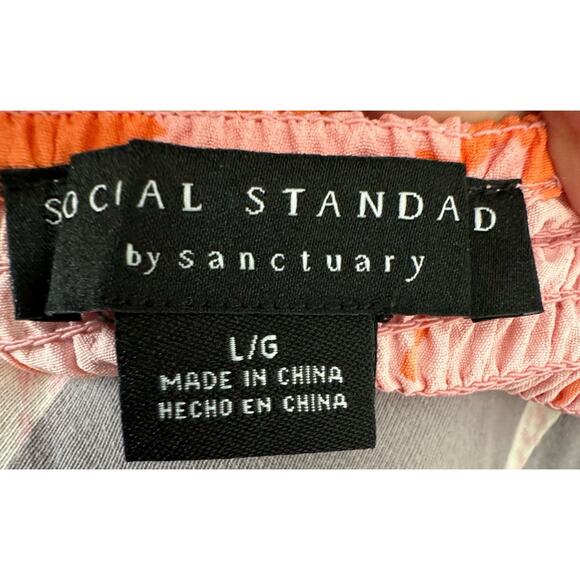 SOCIAL STANDAD
by sanctuary
L/G
MADE IN CHINA
HECHO EN CHINA